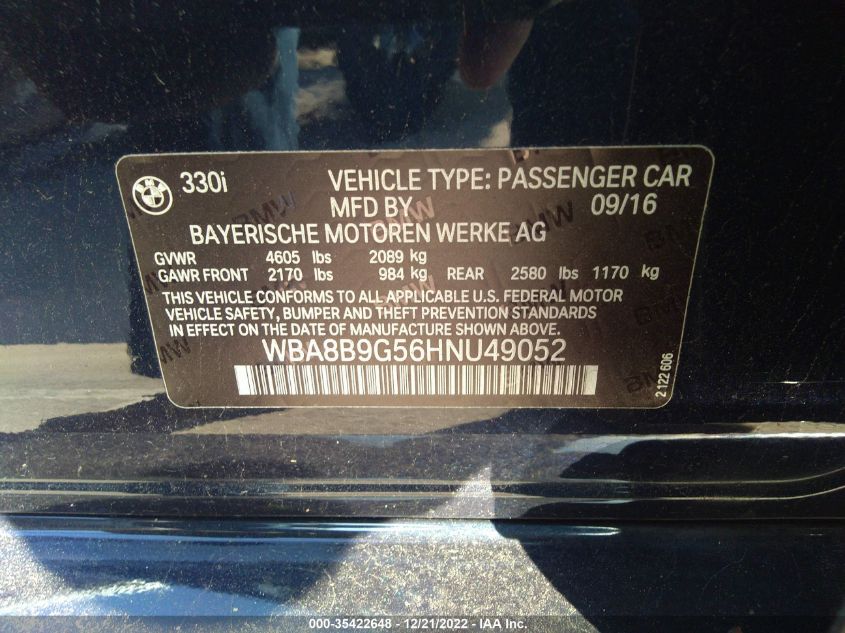 330i VEHICLE TYPE: PASSENGER CAR
MFD BY 09/16
BAYERISCHE MOTOREN WERKE AG
GVWR 4605 lbs 2089 kg
GAWR FRONT 2170 lbs 984 kg REAR 2580 lbs 1170 kg
THIS VEHICLE CONFORMS TO ALL APPLICABLE U.S. FEDERAL MOTOR
VEHICLE SAFETY, BUMPER AND THEFT PREVENTION STANDARDS
IN EFFECT ON THE DATE OF MANUFACTURE SHOWN ABOVE.
WBA8B9G56HNU49052
2 122 606
000-35422648 - 12/21/2022 - IAA Inc.